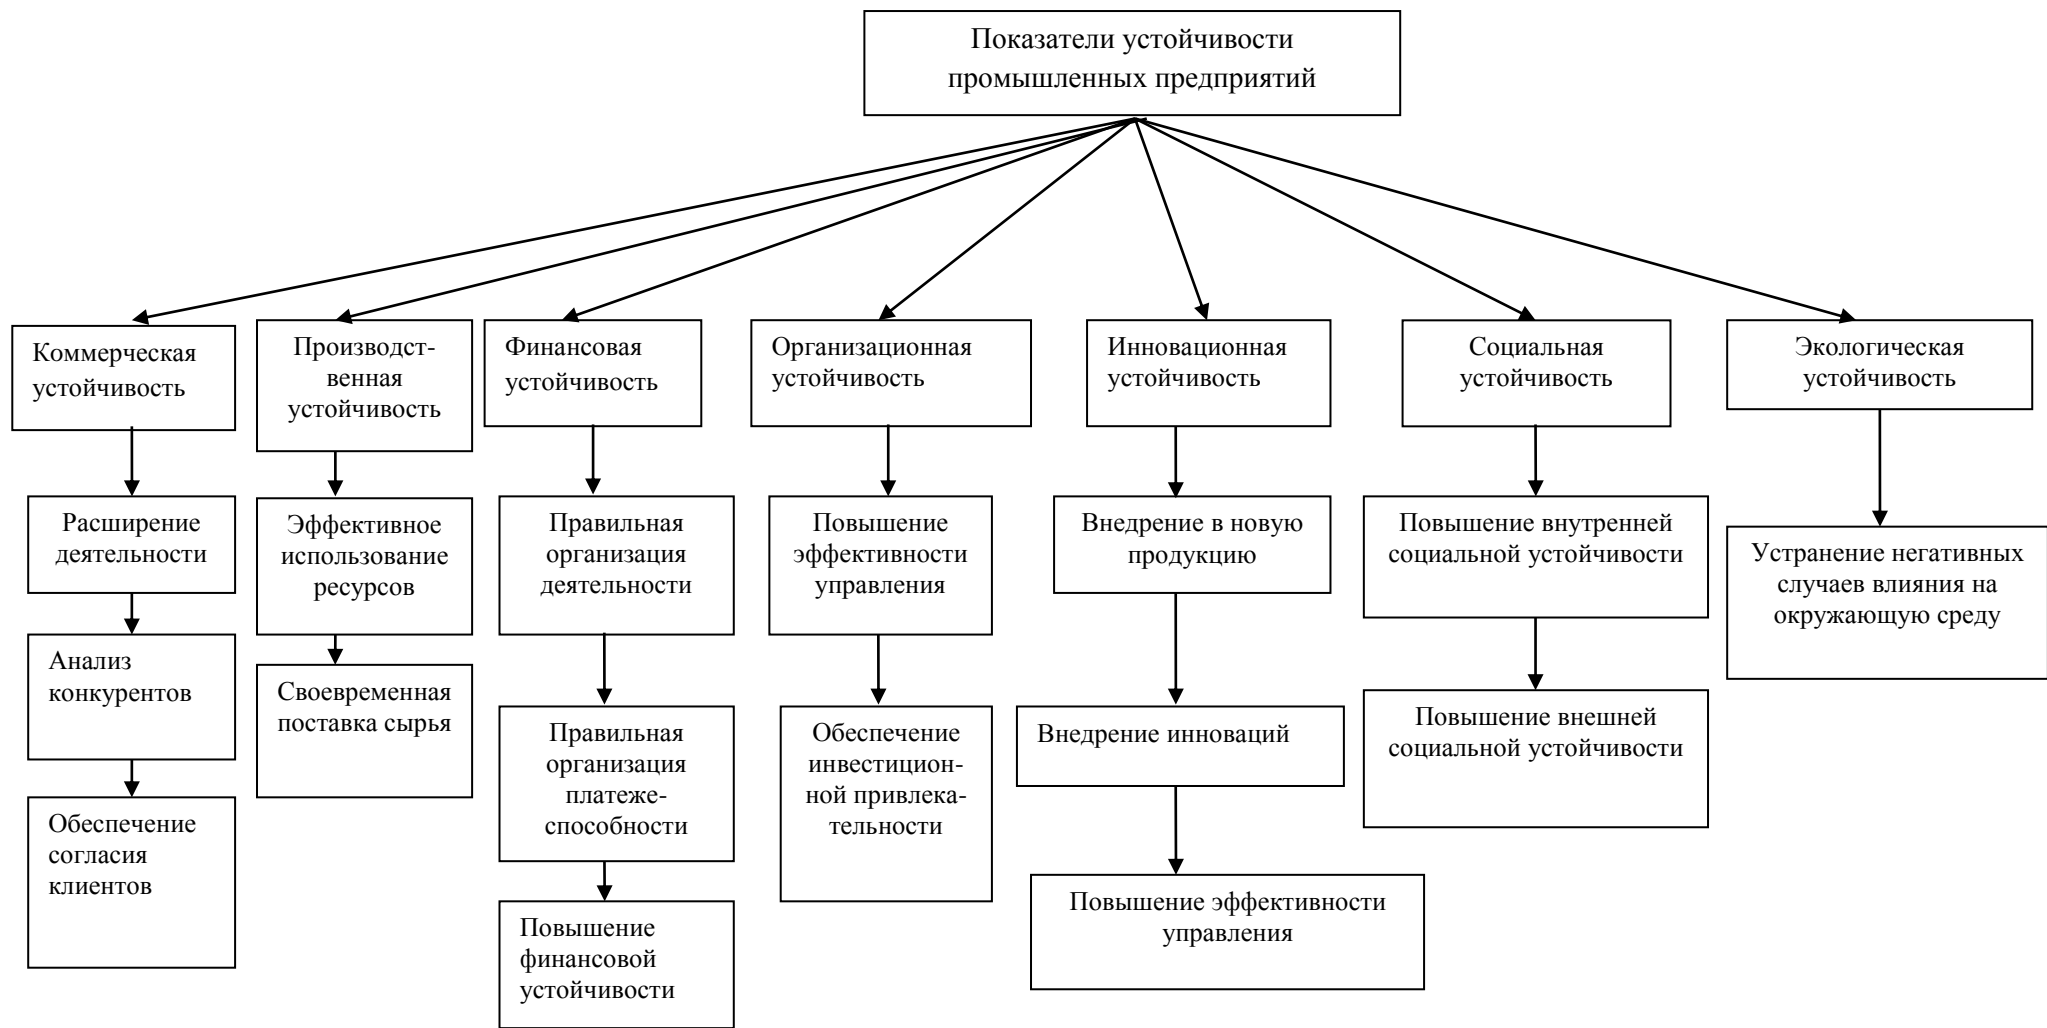 Показатели устойчивости
промышленных предприятий
Коммерческая
устойчивость
Производст-
венная
устойчивость
Финансовая
устойчивость
Организационная
устойчивость
Инновационная
устойчивость
Социальная
устойчивость
Экологическая
устойчивость
Расширение
деятельности
Эффективное
использование
ресурсов
Правильная
организация
деятельности
Повышение
эффективности
управления
Внедрение в новую
продукцию
Повышение внутренней
социальной устойчивости
Устранение негативных
случаев влияния на
окружающую среду
Анализ
конкурентов
Своевременная
поставка сырья
Правильная
организация
платеже-
способности
Обеспечение
инвестицион-
ной привлека-
тельности
Внедрение инноваций
Повышение внешней
социальной устойчивости
Обеспечение
согласия
клиентов
Повышение
финансовой
устойчивости
Повышение эффективности
управления